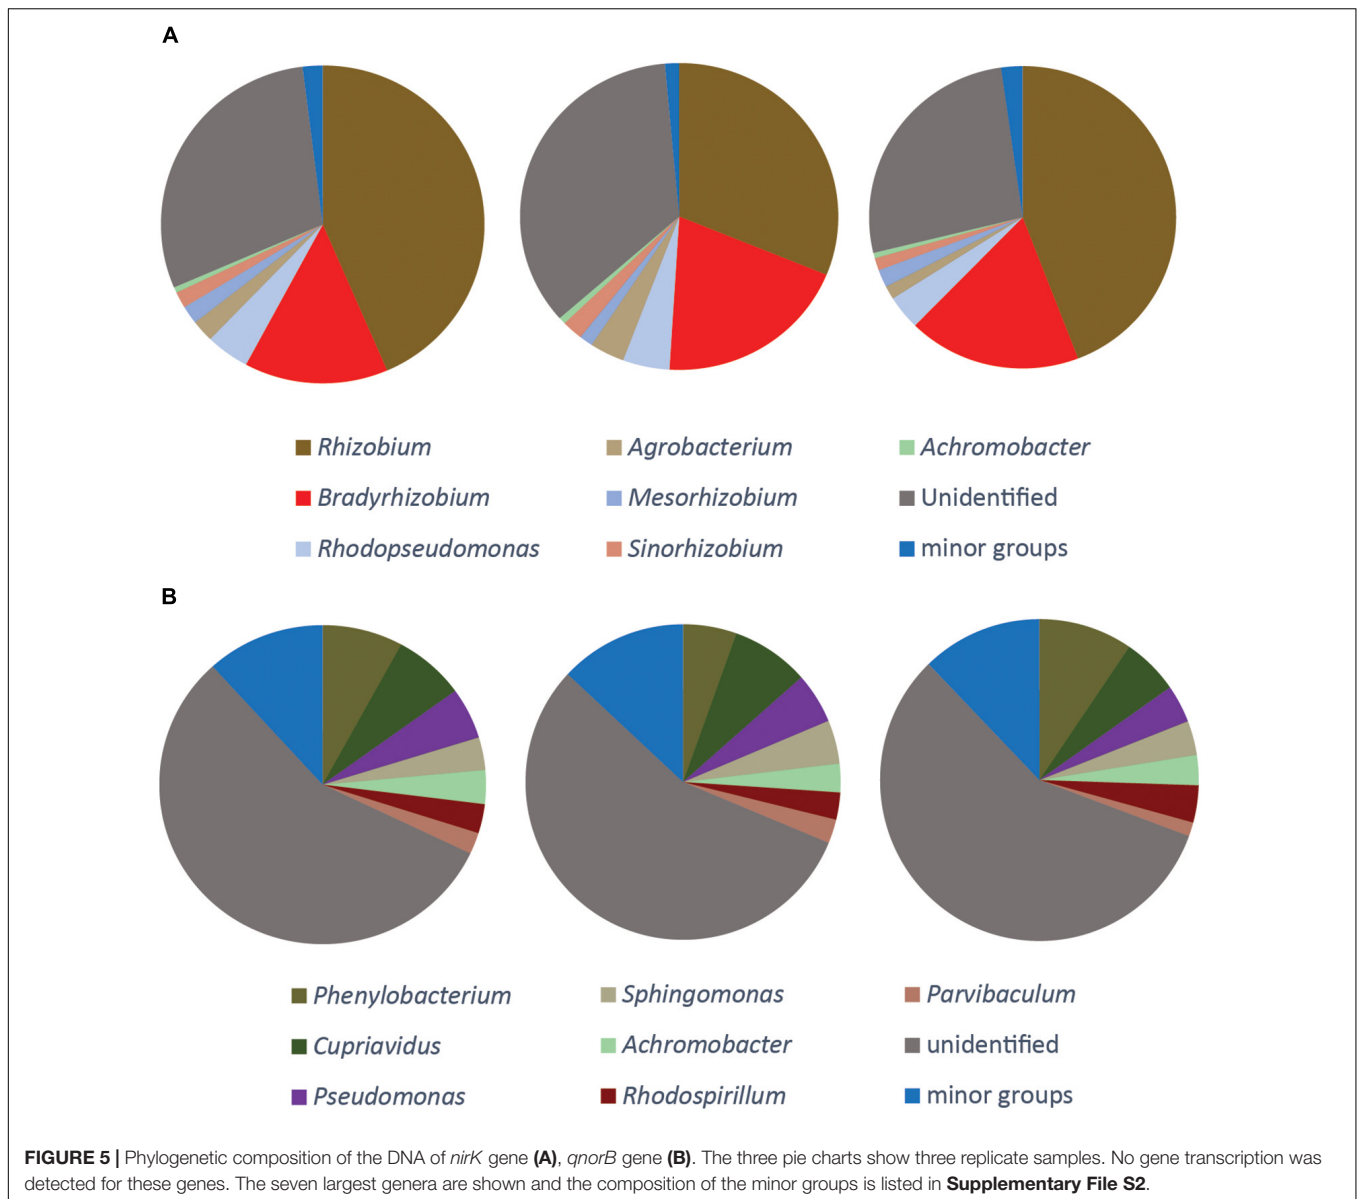 A
Rhizobium
Agrobacterium
Achromobacter
Bradyrhizobium
Mesorhizobium
Unidentified
Rhodopseudomonas
Sinorhizobium
minor groups
B
Phenylobacterium
Sphingomonas
Parvibaculum
Cupriavidus
Achromobacter
unidentified
Pseudomonas
Rhodospirillum
minor groups
FIGURE 5 | Phylogenetic composition of the DNA of nirK gene (A), qnorB gene (B). The three pie charts show three replicate samples. No gene transcription was
detected for these genes. The seven largest genera are shown and the composition of the minor groups is listed in Supplementary File S2.